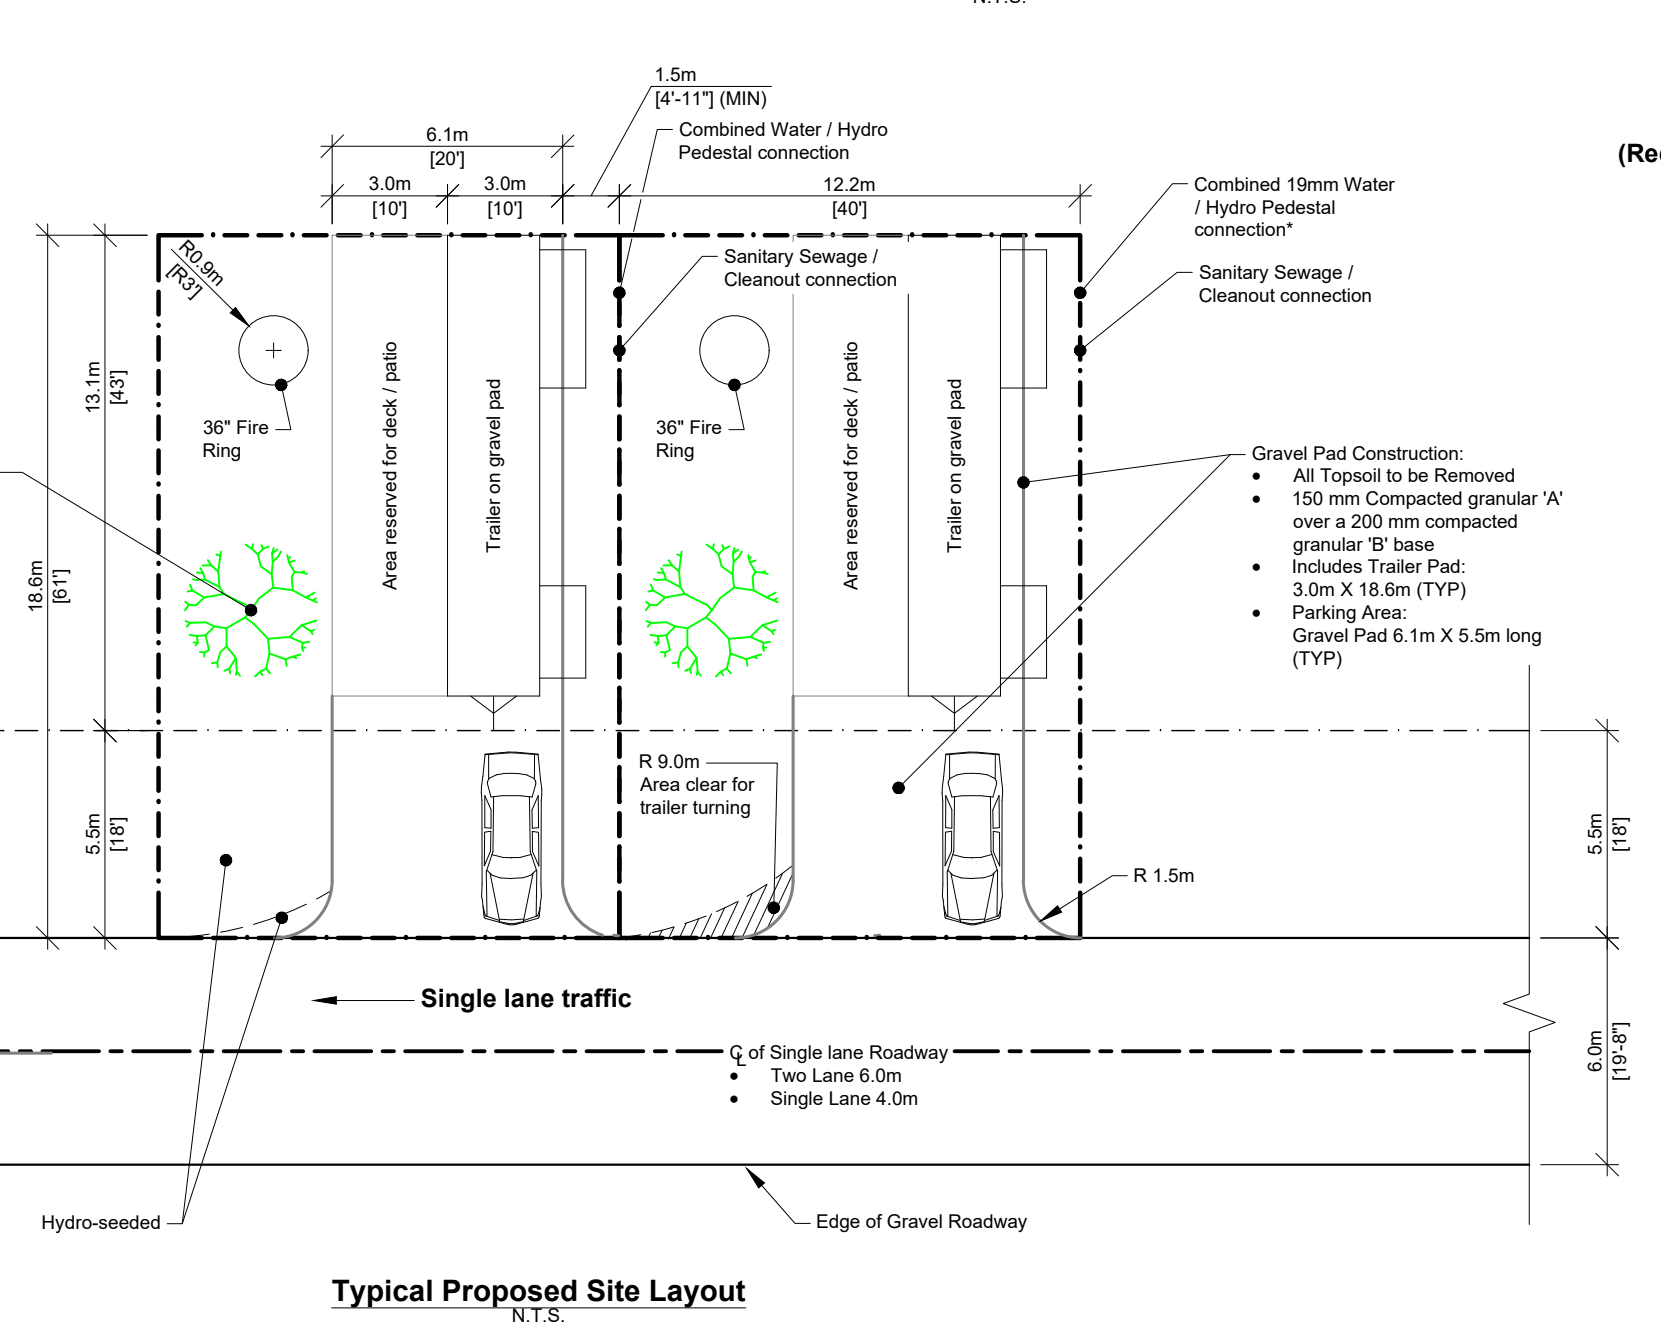 N.T.S.
1.5m
[4'-11"] (MIN)
Combined Water / Hydro
Pedestal connection
6.1m
[20']
3.0m
[10']
3.0m
[10']
12.2m
[40']
(Re
Combined 19mm Water
/ Hydro Pedestal
connection*
Sanitary Sewage /
Cleanout connection
Sanitary Sewage /
Cleanout connection
R0.9m
[R3']
13.1m
[43']
18.6m
[61']
36" Fire
Ring
Area reserved for deck / patio
Trailer on gravel pad
36" Fire
Ring
Area reserved for deck / patio
Trailer on gravel pad
Gravel Pad Construction:
• All Topsoil to be Removed
• 150 mm Compacted granular 'A'
over a 200 mm compacted
granular 'B' base
• Includes Trailer Pad:
3.0m X 18.6m (TYP)
• Parking Area:
Gravel Pad 6.1m X 5.5m long
(TYP)
5.5m
[18']
R 9.0m
Area clear for
trailer turning
R 1.5m
5.5m
[18']
Single lane traffic
CL of Single lane Roadway
• Two Lane 6.0m
• Single Lane 4.0m
6.0m
[19'-8"]
Hydro-seeded
Edge of Gravel Roadway
Typical Proposed Site Layout
N.T.S.